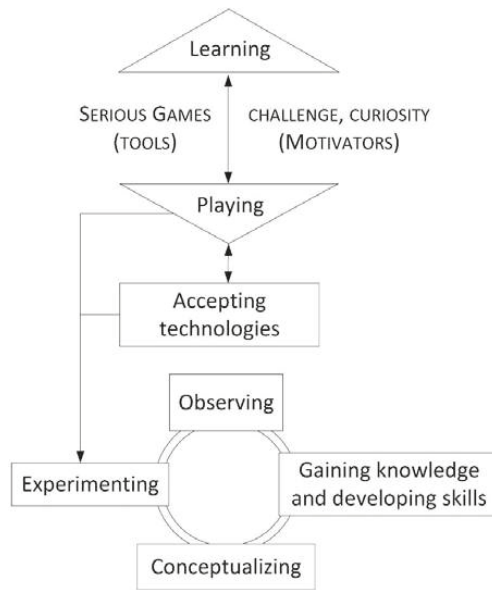 Learning
SERIOUS GAMES
(TOOLS)
CHALLENGE, CURIOSITY
(MOTIVATORS)
Playing
Accepting
technologies
Observing
Experimenting
Gaining knowledge
and developing skills
Conceptualizing